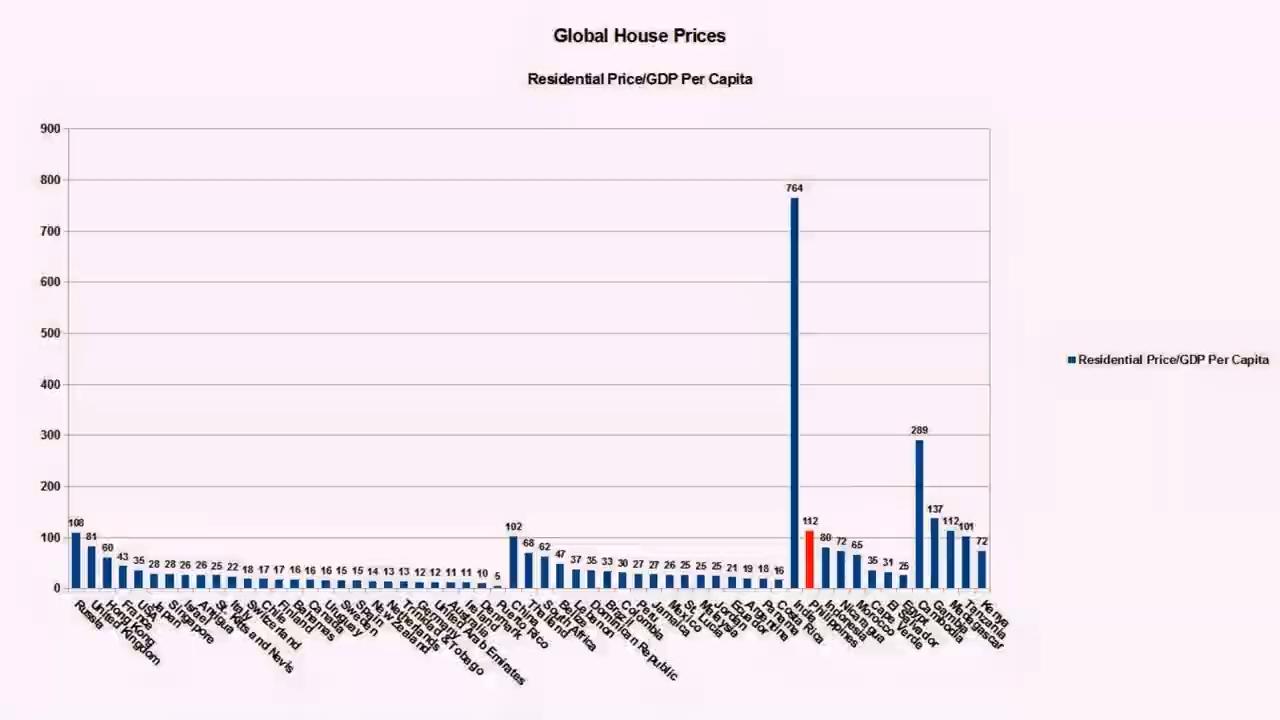 Global House Prices
Residential Price/GDP Per Capita
900
800
700
600
500
400
300
200
100
0
108
81
60
43
35
28
28
26
26
25
22
18
17
17
16
16
16
15
15
14
13
13
12
12
11
11
10
5
102
68
62
47
37
35
33
30
27
27
26
25
25
25
21
19
18
16
764
112
80
72
65
35
31
25
289
137
112
101
72
Residential Price/GDP Per Capita
Russia
United Kingdom
Hong Kong
France
USA
Japan
Singapore
Israel
Antigua
St. Kitts and Nevis
Italy
Switzerland
Chile
Finland
Bahamas
Canada
Uruguay
Sweden
Spain
New Zealand
Netherlands
Trinidad & Tobago
Germany
United Arab Emirates
Australia
Ireland
Denmark
Puerto Rico
China
Thailand
South Africa
Belize
Lebanon
Dominican Republic
Brazil
Colombia
Peru
Jamaica
Mexico
St. Lucia
Malaysia
Jordan
Ecuador
Argentina
Panama
Costa Rica
India
Philippines
Indonesia
Nicaragua
Morocco
Cape Verde
El Salvador
Egypt
Cambodia
Gambia
Madagascar
Tanzania
Kenya